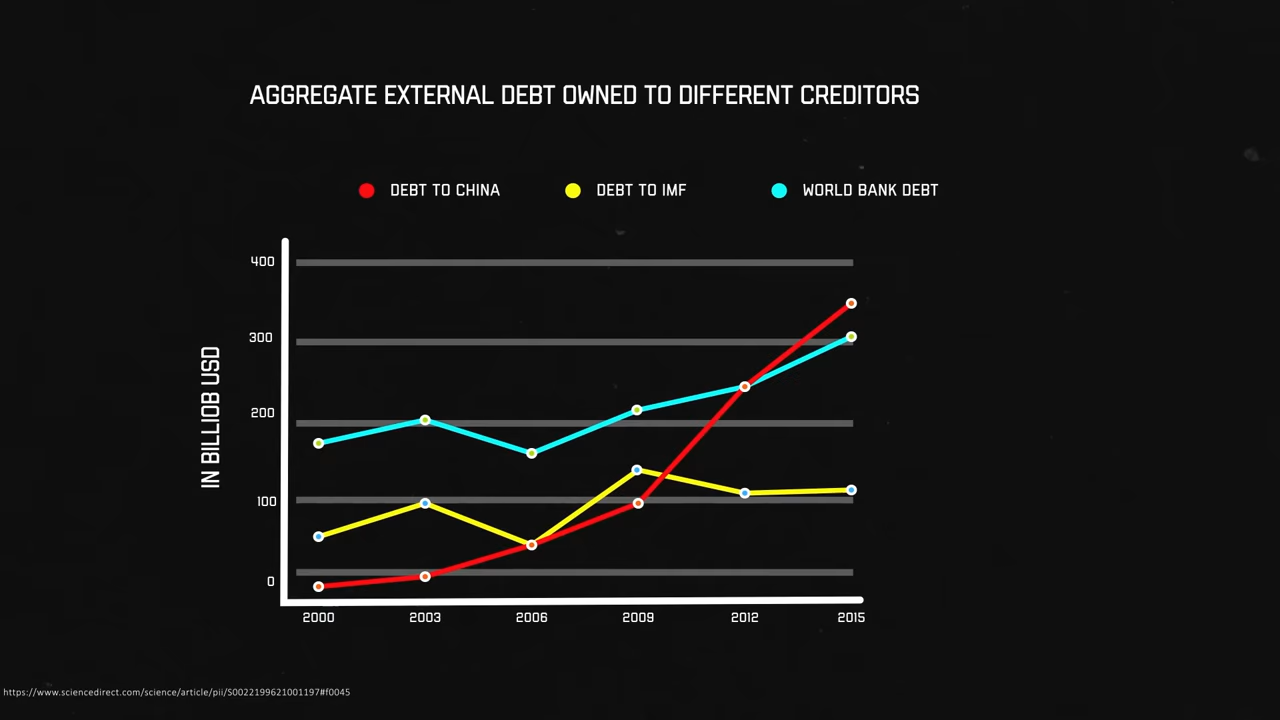 AGGREGATE EXTERNAL DEBT OWNED TO DIFFERENT CREDITORS
DEBT TO CHINA DEBT TO IMF WORLD BANK DEBT
IN BILLIOB USD
400
300
200
100
0
2000 2003 2006 2009 2012 2015
https://www.sciencedirect.com/science/article/pii/S0022199621001197#f0045